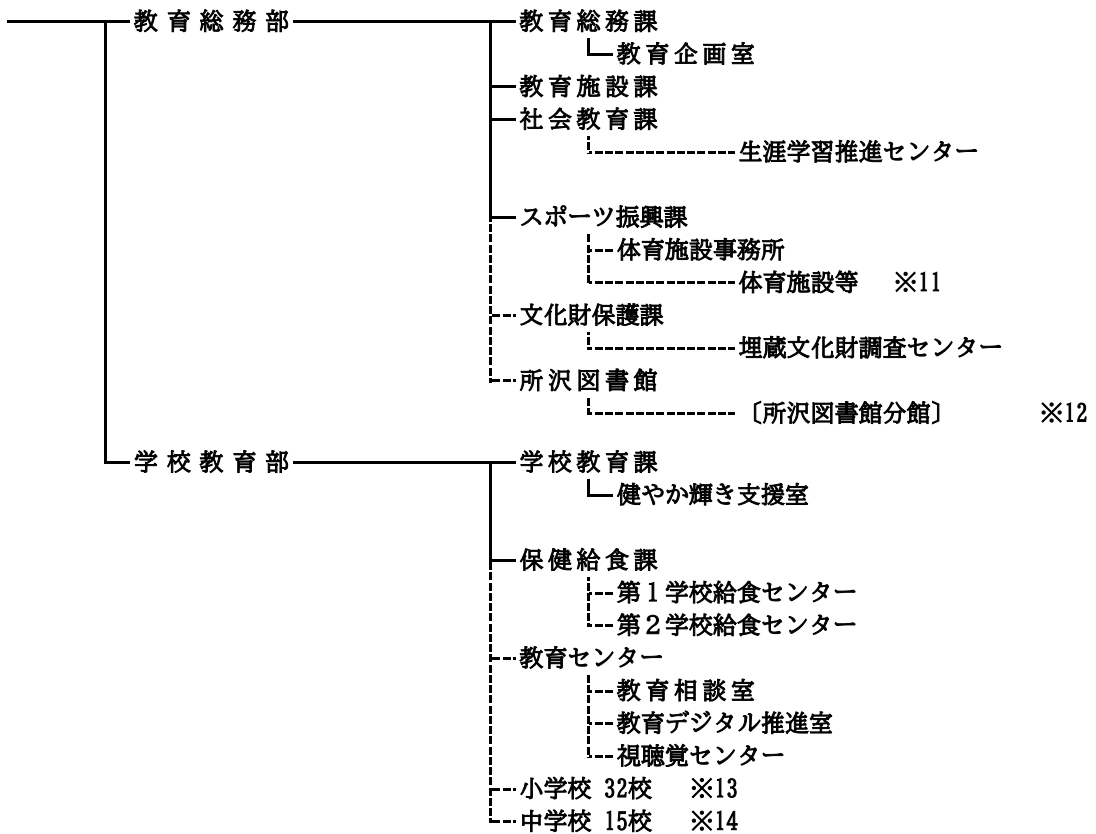 教育総務部 教育総務課
教育企画室
教育施設課
社会教育課
生涯学習推進センター
スポーツ振興課
体育施設事務所
体育施設等 ※11
文化財保護課
埋蔵文化財調査センター
所沢図書館
〔所沢図書館分館〕 ※12
学校教育部 学校教育課
健やか輝き支援室
保健給食課
第1学校給食センター
第2学校給食センター
教育センター
教育相談室
教育デジタル推進室
視聴覚センター
小学校 32校 ※13
中学校 15校 ※14